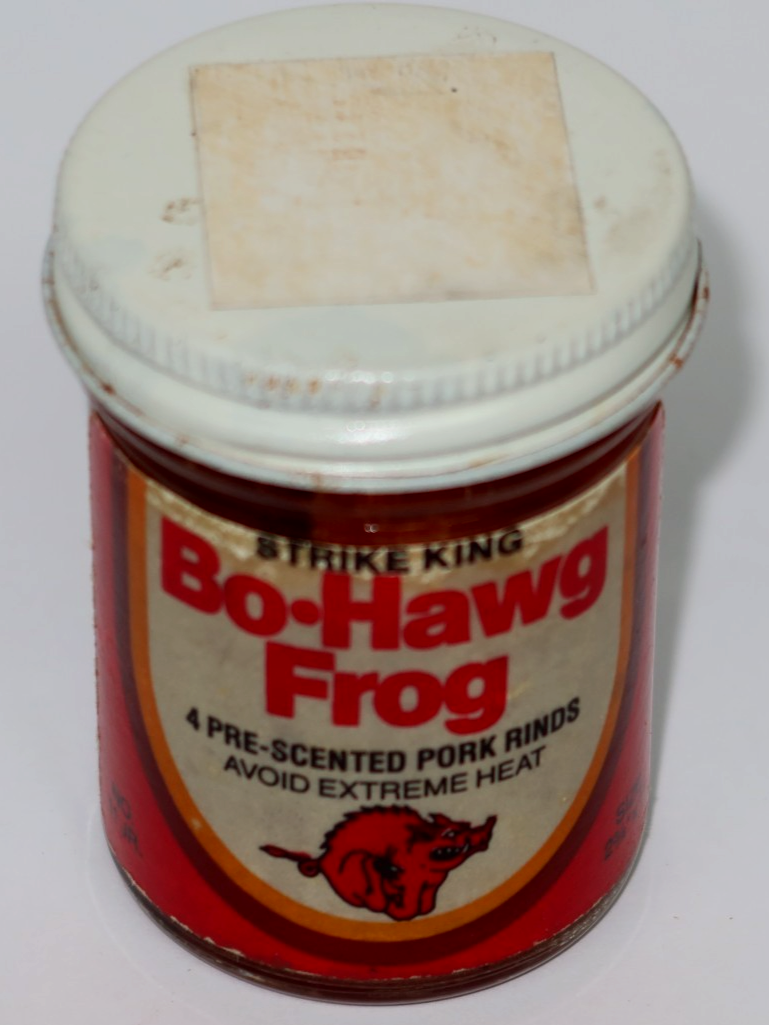 STRIKE KING
Bo•Hawg
Frog
4 PRE-SCENTED PORK RINDS
AVOID EXTREME HEAT